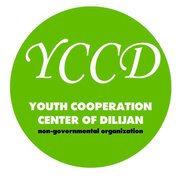 YCCD
YOUTH COOPERATION
CENTER OF DILIJAN
non-governmental organization